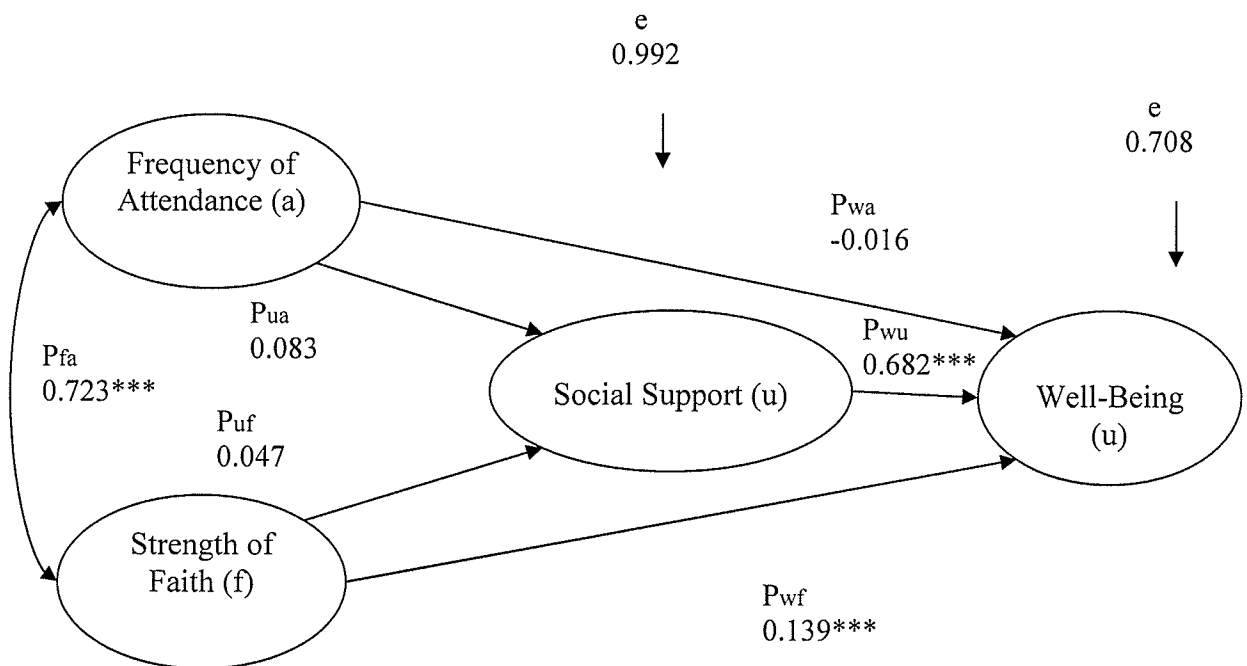 e
0.992
e
0.708
Frequency of
Attendance (a)
Pwa
-0.016
Pua
0.083
Pwu
0.682***
Pfa
0.723***
Social Support (u)
Well-Being
(u)
Puf
0.047
Strength of
Faith (f)
Pwf
0.139***